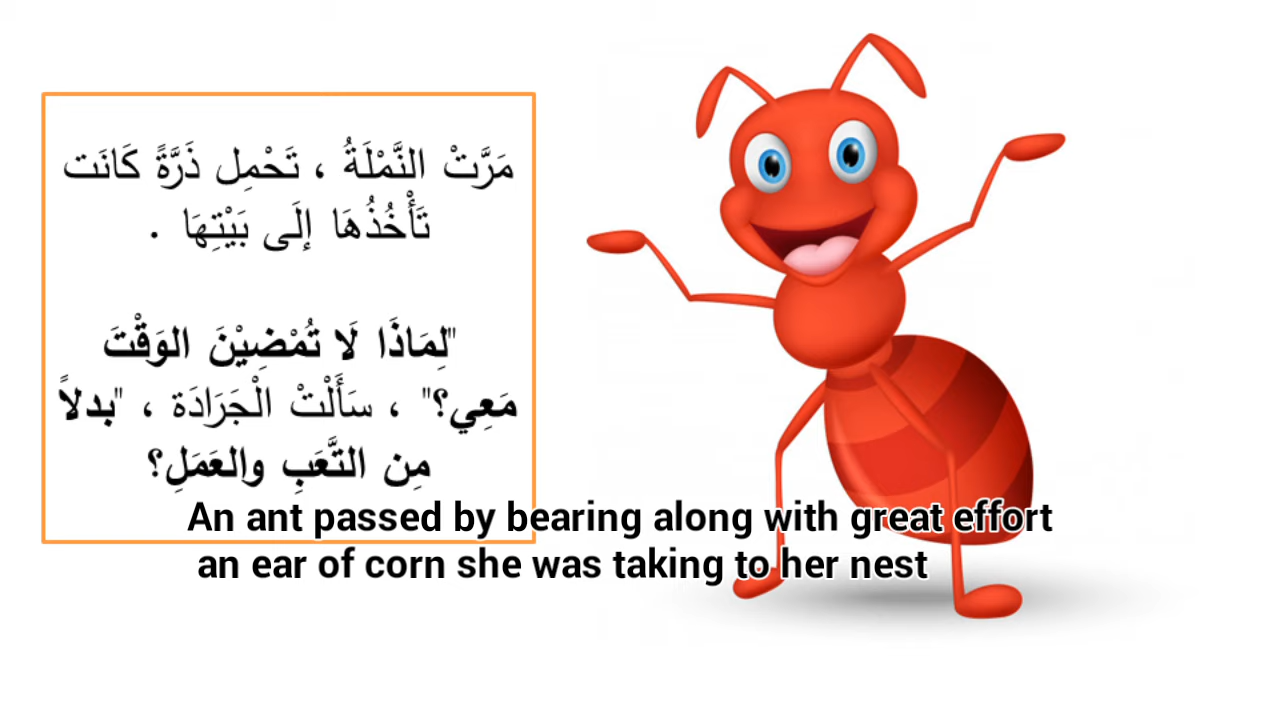 مَرَّتْ النَّمْلَةُ ، تَحْمِل ذَرَّةً كَانَت
تَأْخُذُهَا إلَى بَيْتِهَا .
"لِمَاذَا لَا تُمْضِيْنَ الوَقْتَ
مَعِي؟" ، سَأَلْتْ الْجَرَادَة ، "بدلاً
مِن التَّعَبِ والعَمَلِ؟
An ant passed by bearing along with great effort
an ear of corn she was taking to her nest